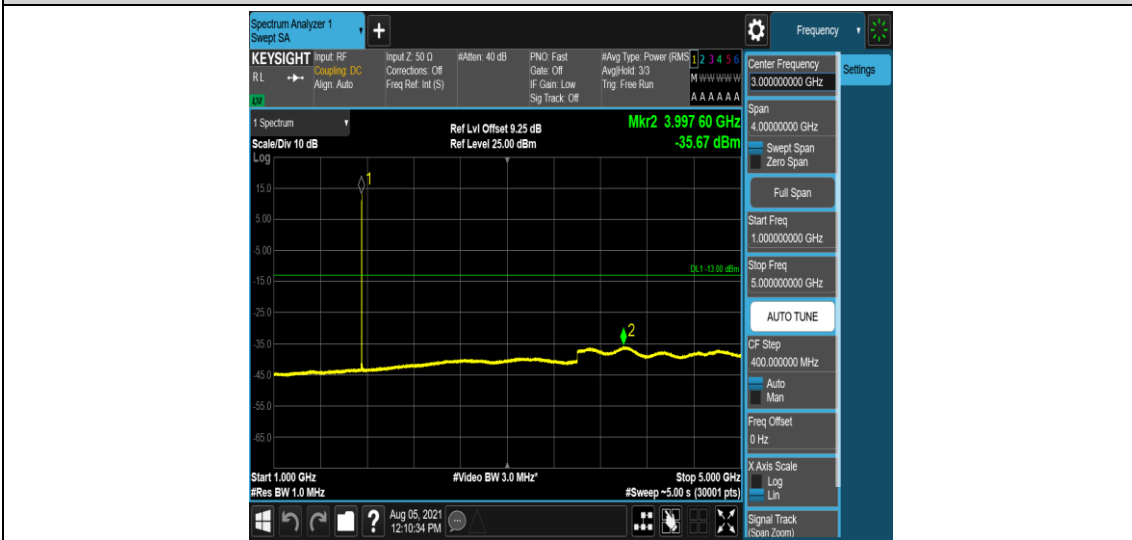 Spectrum Analyzer 1
Swept SA
+
Frequency
KEYSIGHT
RL
LXI
Input: RF
Coupling: DC
Align: Auto
Input Z: 50 Ω
Corrections: Off
Freq Ref: Int (S)
#Atten: 40 dB
PNO: Fast
Gate: Off
IF Gain: Low
Sig Track: Off
#Avg Type: Power (RMS
Avg|Hold: 3/3
Trig: Free Run
1 2 3 4 5 6
M W W W W W
A A A A A A
1 Spectrum
Scale/Div 10 dB
Log
Ref Lvl Offset 9.25 dB
Ref Level 25.00 dBm
Mkr2 3.997 60 GHz
-35.67 dBm
15.0
5.00
-5.00
-15.0
-25.0
-35.0
-45.0
-55.0
-65.0
1
DL1 -13.00 dBm
2
Start 1.000 GHz
#Res BW 1.0 MHz
#Video BW 3.0 MHz*
Stop 5.000 GHz
#Sweep ~5.00 s (30001 pts)
?
Aug 05, 2021
12:10:34 PM
Center Frequency
3.000000000 GHz
Settings
Span
4.00000000 GHz
Swept Span
Zero Span
Full Span
Start Freq
1.000000000 GHz
Stop Freq
5.000000000 GHz
AUTO TUNE
CF Step
400.000000 MHz
Auto
Man
Freq Offset
0 Hz
X Axis Scale
Log
Lin
Signal Track
(Span Zoom)